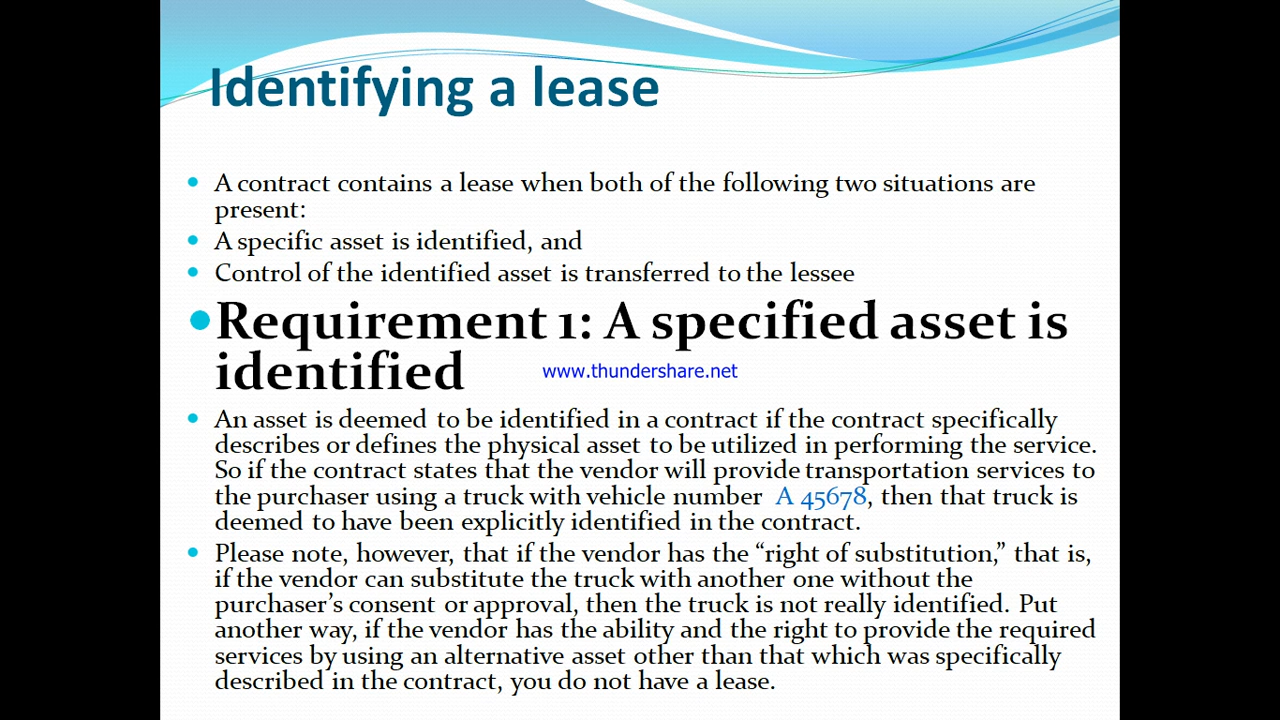 Identifying a lease
• A contract contains a lease when both of the following two situations are
present:
• A specific asset is identified, and
• Control of the identified asset is transferred to the lessee
• Requirement 1: A specified asset is
identified
www.thundershare.net
• An asset is deemed to be identified in a contract if the contract specifically
describes or defines the physical asset to be utilized in performing the service.
So if the contract states that the vendor will provide transportation services to
the purchaser using a truck with vehicle number A 45678, then that truck is
deemed to have been explicitly identified in the contract.
• Please note, however, that if the vendor has the “right of substitution,” that is,
if the vendor can substitute the truck with another one without the
purchaser’s consent or approval, then the truck is not really identified. Put
another way, if the vendor has the ability and the right to provide the required
services by using an alternative asset other than that which was specifically
described in the contract, you do not have a lease.